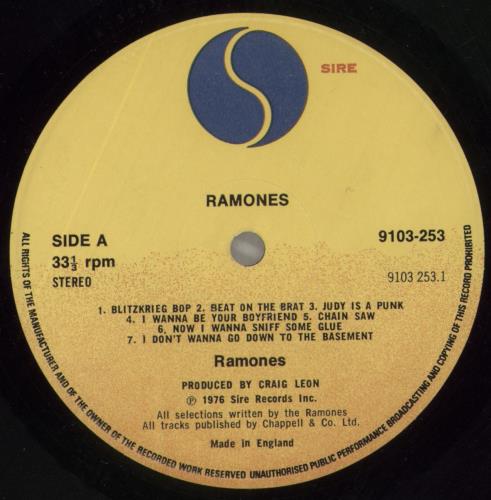 SIRE
RAMONES
SIDE A
33⅓ rpm
STEREO
9103-253
9103 253.1
1. BLITZKRIEG BOP 2. BEAT ON THE BRAT 3. JUDY IS A PUNK
4. I WANNA BE YOUR BOYFRIEND 5. CHAIN SAW
6. NOW I WANNA SNIFF SOME GLUE
7. I DON'T WANNA GO DOWN TO THE BASEMENT
Ramones
PRODUCED BY CRAIG LEON
℗ 1976 Sire Records Inc.
All selections written by the Ramones
All tracks published by Chappell & Co. Ltd.
Made in England
ALL RIGHTS OF THE MANUFACTURER AND OF THE OWNER OF THE RECORDED WORK RESERVED UNAUTHORISED PUBLIC PERFORMANCE BROADCASTING AND COPYING OF THIS RECORD PROHIBITED